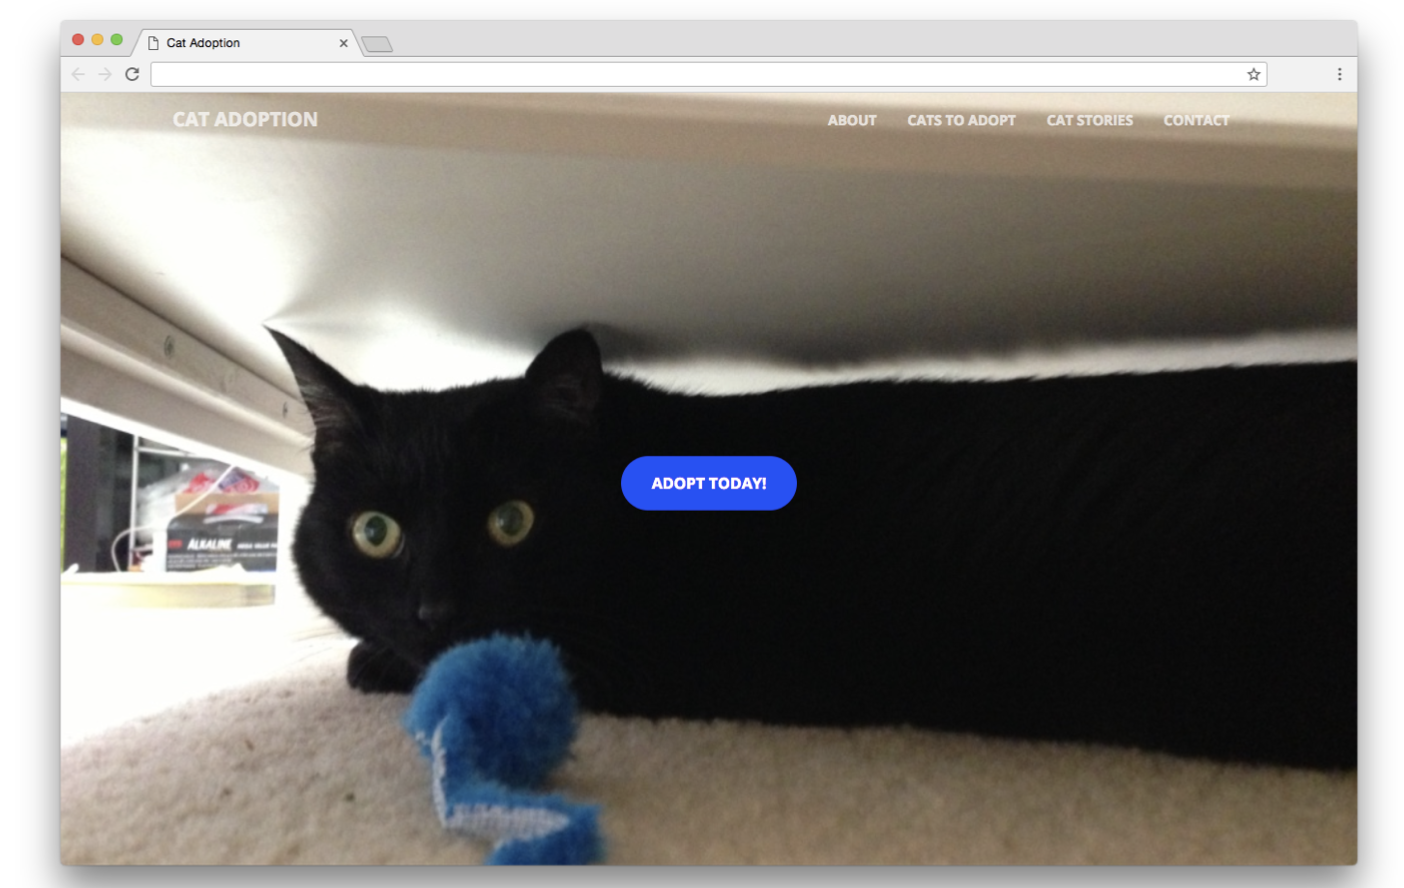 Cat Adoption
CAT ADOPTION
ABOUT CATS TO ADOPT CAT STORIES CONTACT
ADOPT TODAY!
ALKALINE